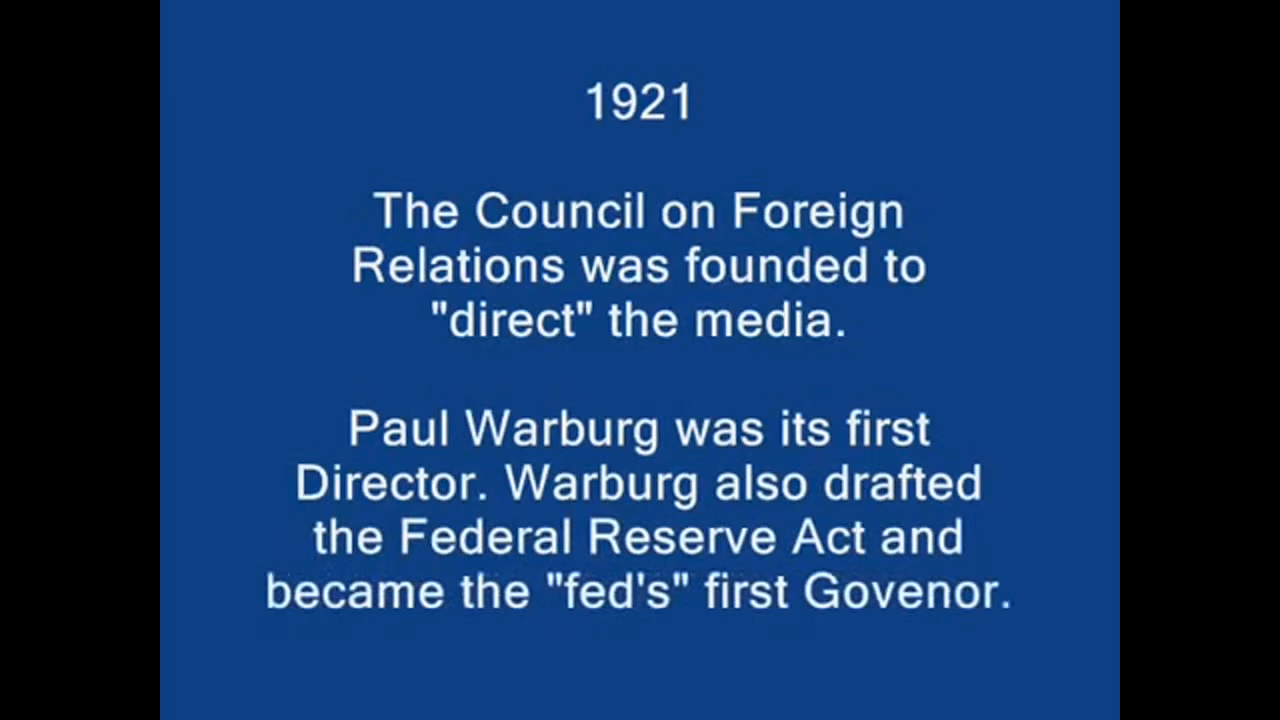 1921
The Council on Foreign
Relations was founded to
"direct" the media.
Paul Warburg was its first
Director. Warburg also drafted
the Federal Reserve Act and
became the "fed's" first Govenor.